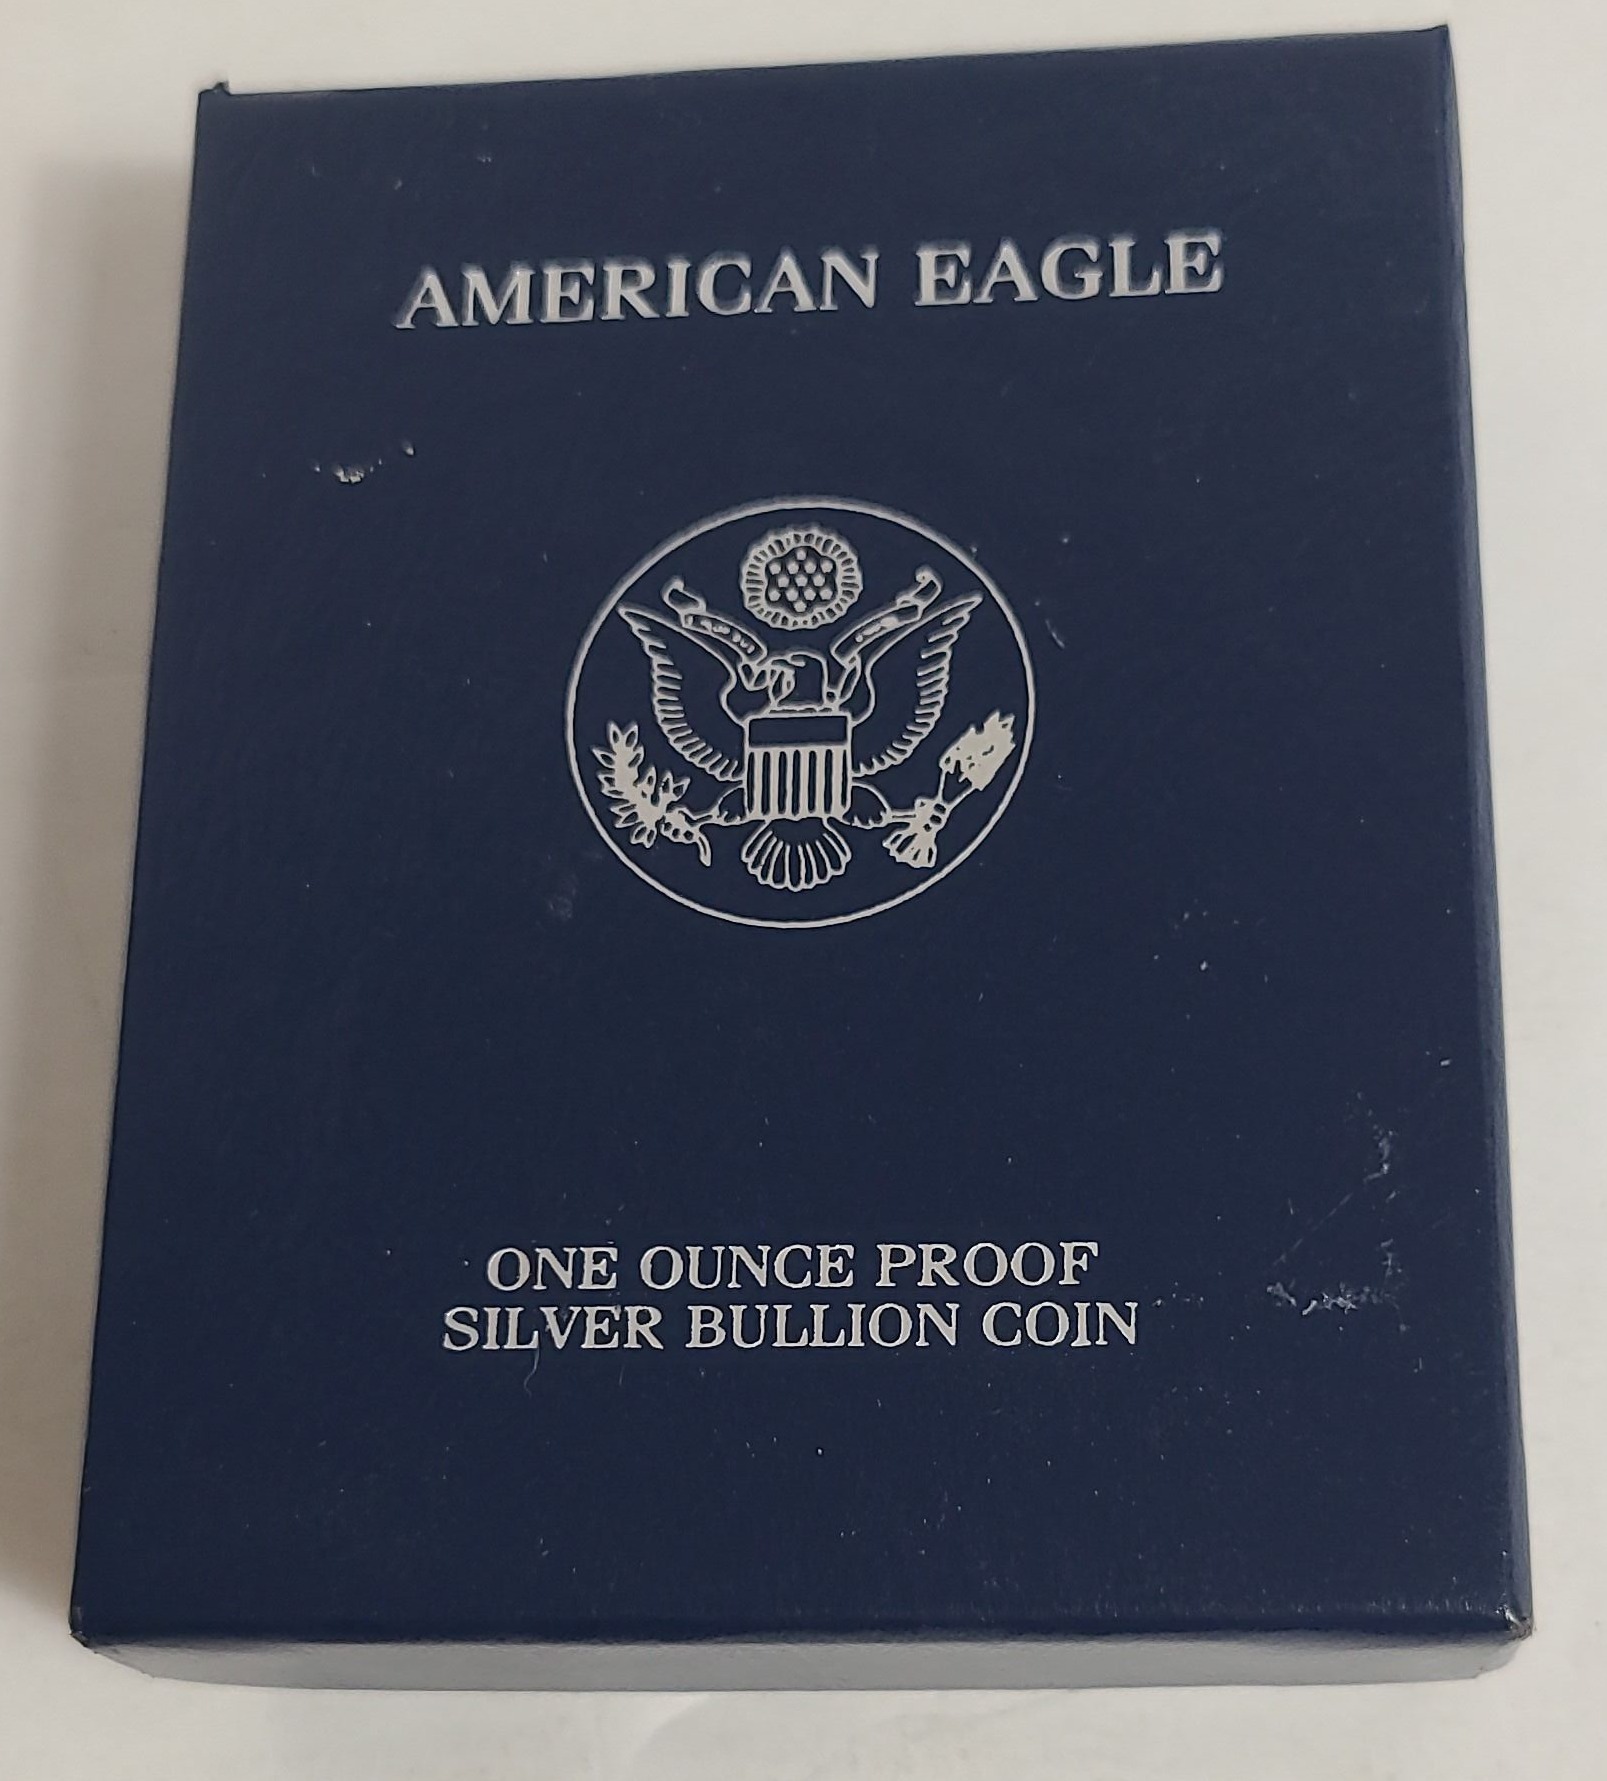 AMERICAN EAGLE
ONE OUNCE PROOF
SILVER BULLION COIN